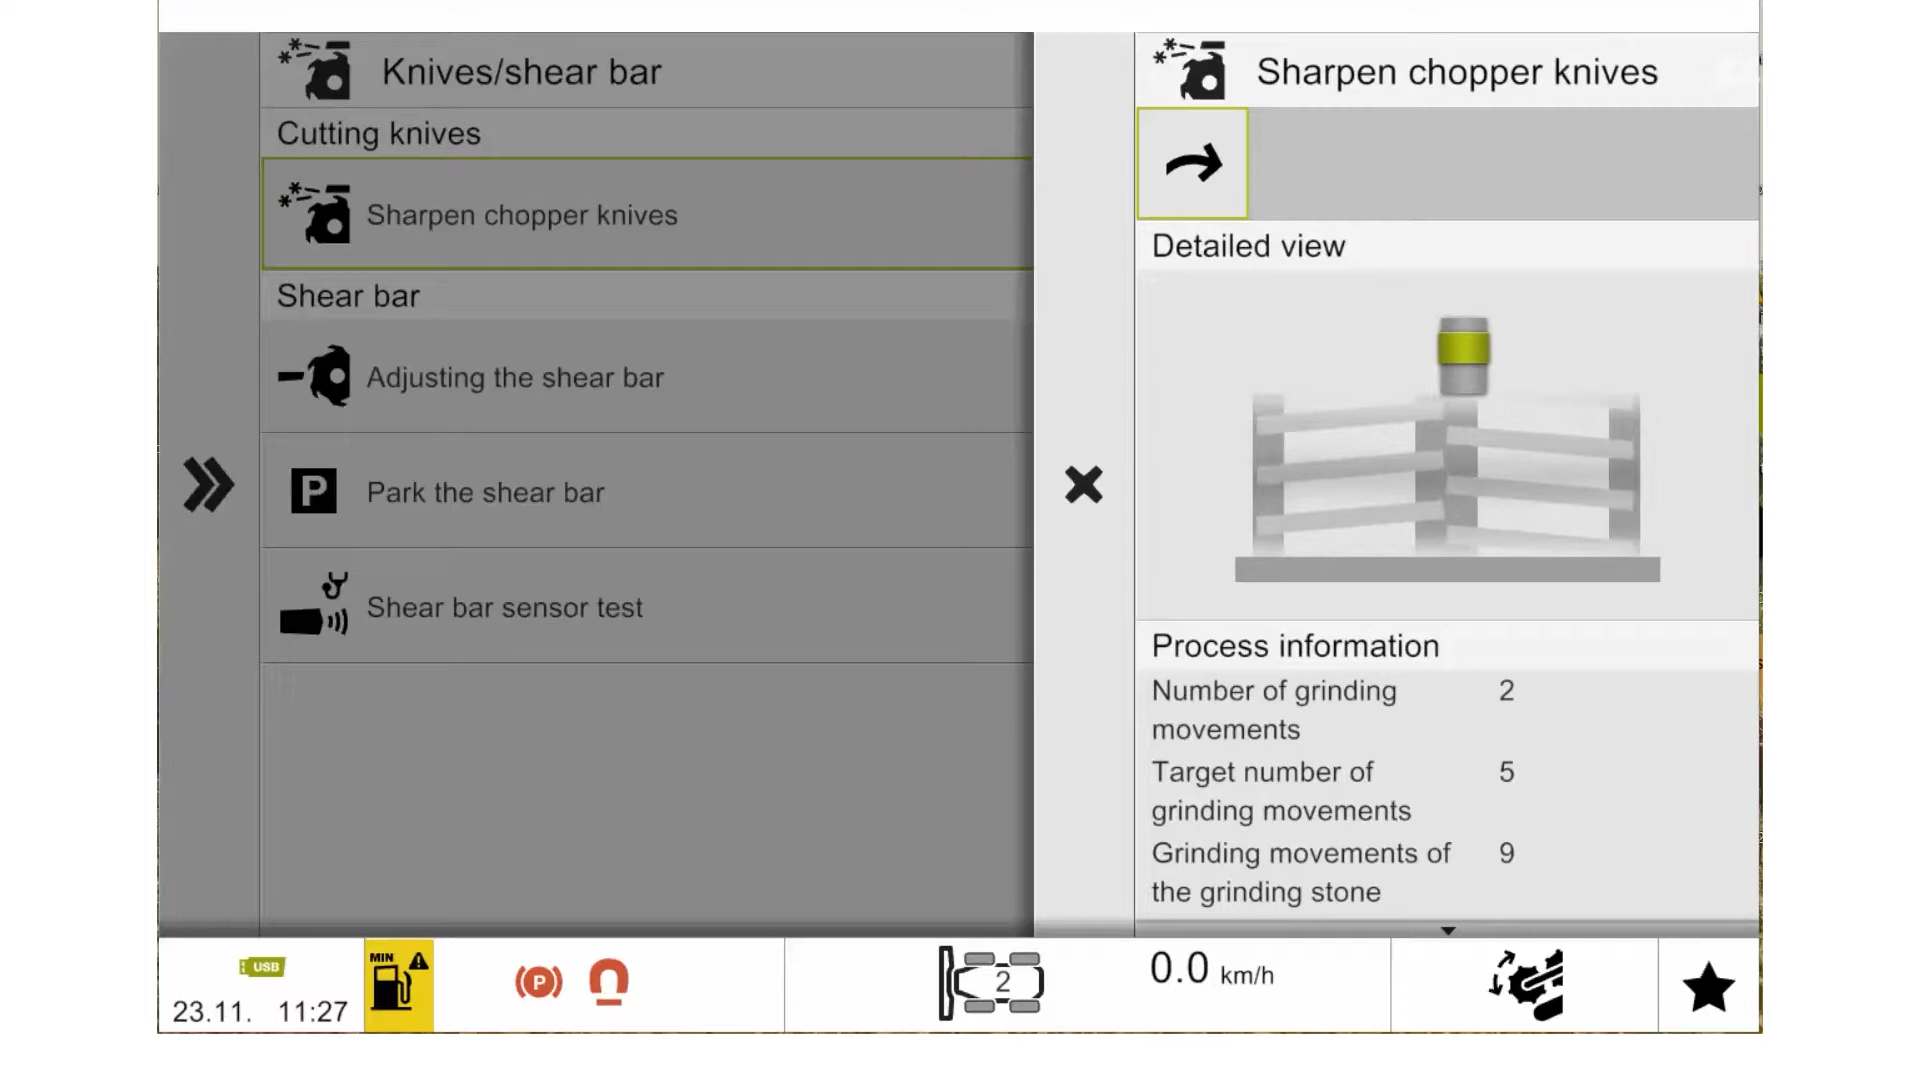 Knives/shear bar
Cutting knives
Sharpen chopper knives
Shear bar
Adjusting the shear bar
P
Park the shear bar
Shear bar sensor test
Sharpen chopper knives
Detailed view
Process information
Number of grinding 2
movements
Target number of 5
grinding movements
Grinding movements of 9
the grinding stone
USB
23.11. 11:27
MIN
P
2
0.0 km/h